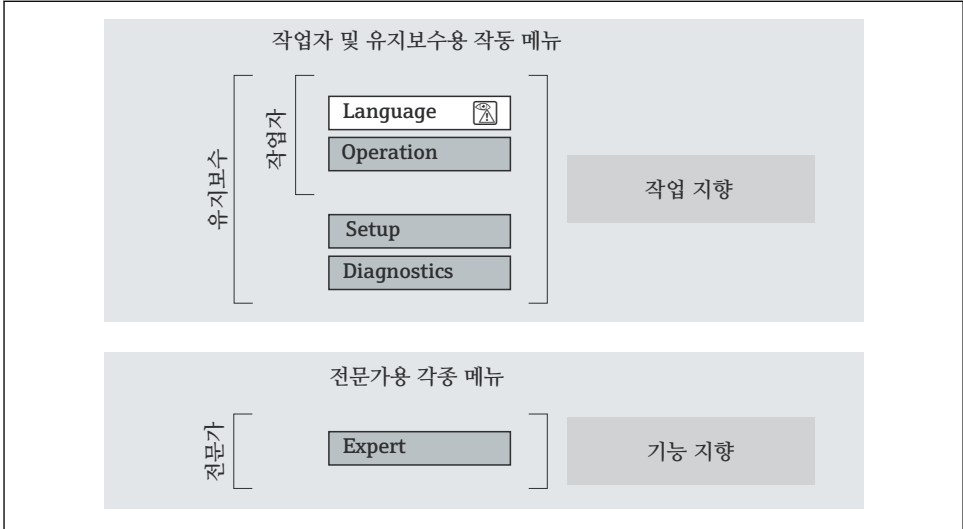 작업자 및 유지보수용 작동 메뉴
유지보수
작업자
Language
Operation
Setup
Diagnostics
작업 지향
전문가용 각종 메뉴
전문가
Expert
기능 지향